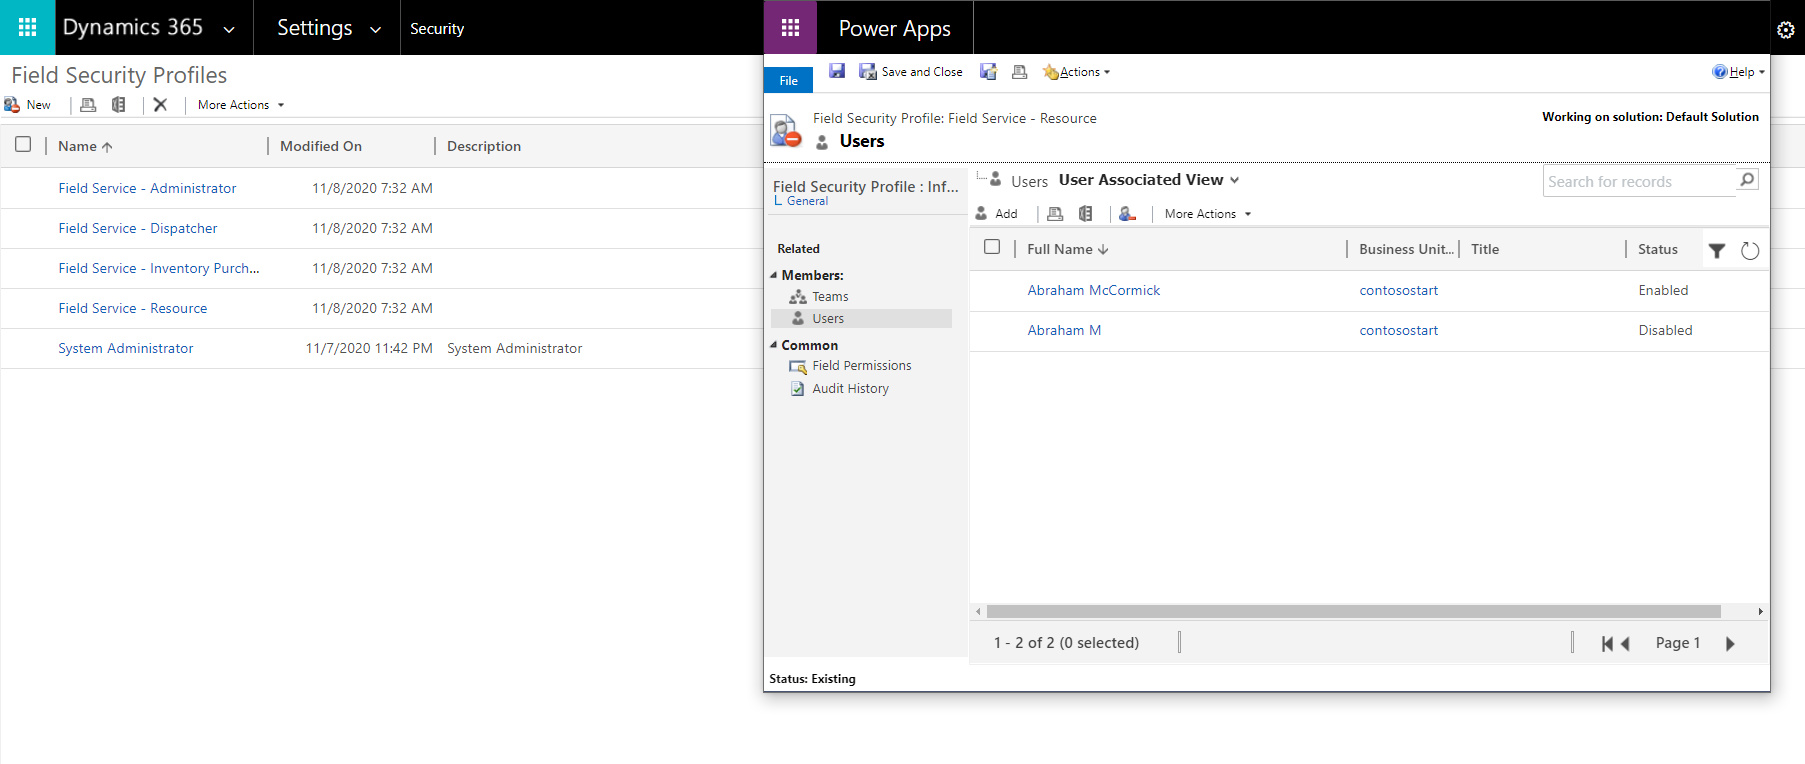 Dynamics 365
Settings
Security
Field Security Profiles
New
More Actions
Name
Modified On
Description
Field Service - Administrator
11/8/2020 7:32 AM
Field Service - Dispatcher
11/8/2020 7:32 AM
Field Service - Inventory Purch...
11/8/2020 7:32 AM
Field Service - Resource
11/8/2020 7:32 AM
System Administrator
11/7/2020 11:42 PM
System Administrator
Power Apps
File
Save and Close
Actions
Help
Field Security Profile: Field Service - Resource
Users
Working on solution: Default Solution
Field Security Profile : Inf...
General
Related
Members:
Teams
Users
Common
Field Permissions
Audit History
Users
User Associated View
Search for records
Add
More Actions
Full Name
Business Unit...
Title
Status
Abraham McCormick
contosostart
Enabled
Abraham M
contosostart
Disabled
1 - 2 of 2 (0 selected)
Page 1
Status: Existing